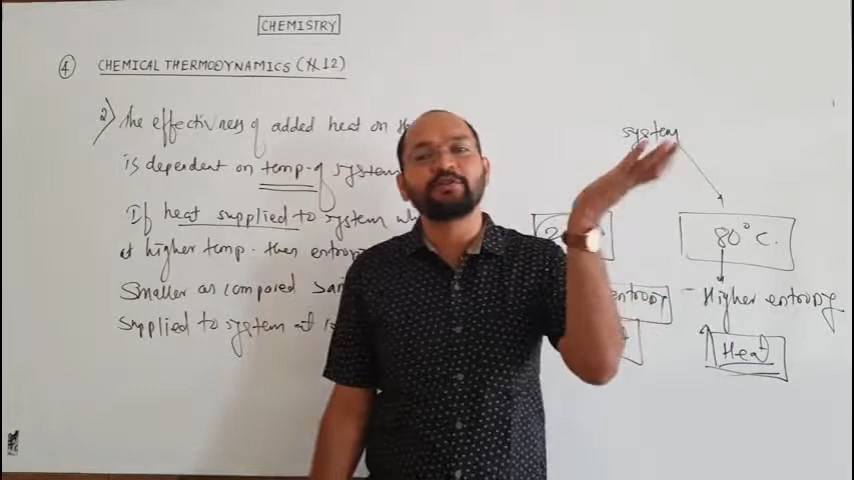 CHEMISTRY
4 CHEMICAL THERMODYNAMICS (#12)
2) The effectiveness of added heat on
is dependent on temp. of system
If heat supplied to system
at higher temp. then
smaller as compared
supplied to system at
system
80°C.
entropy
Higher entropy
Heat